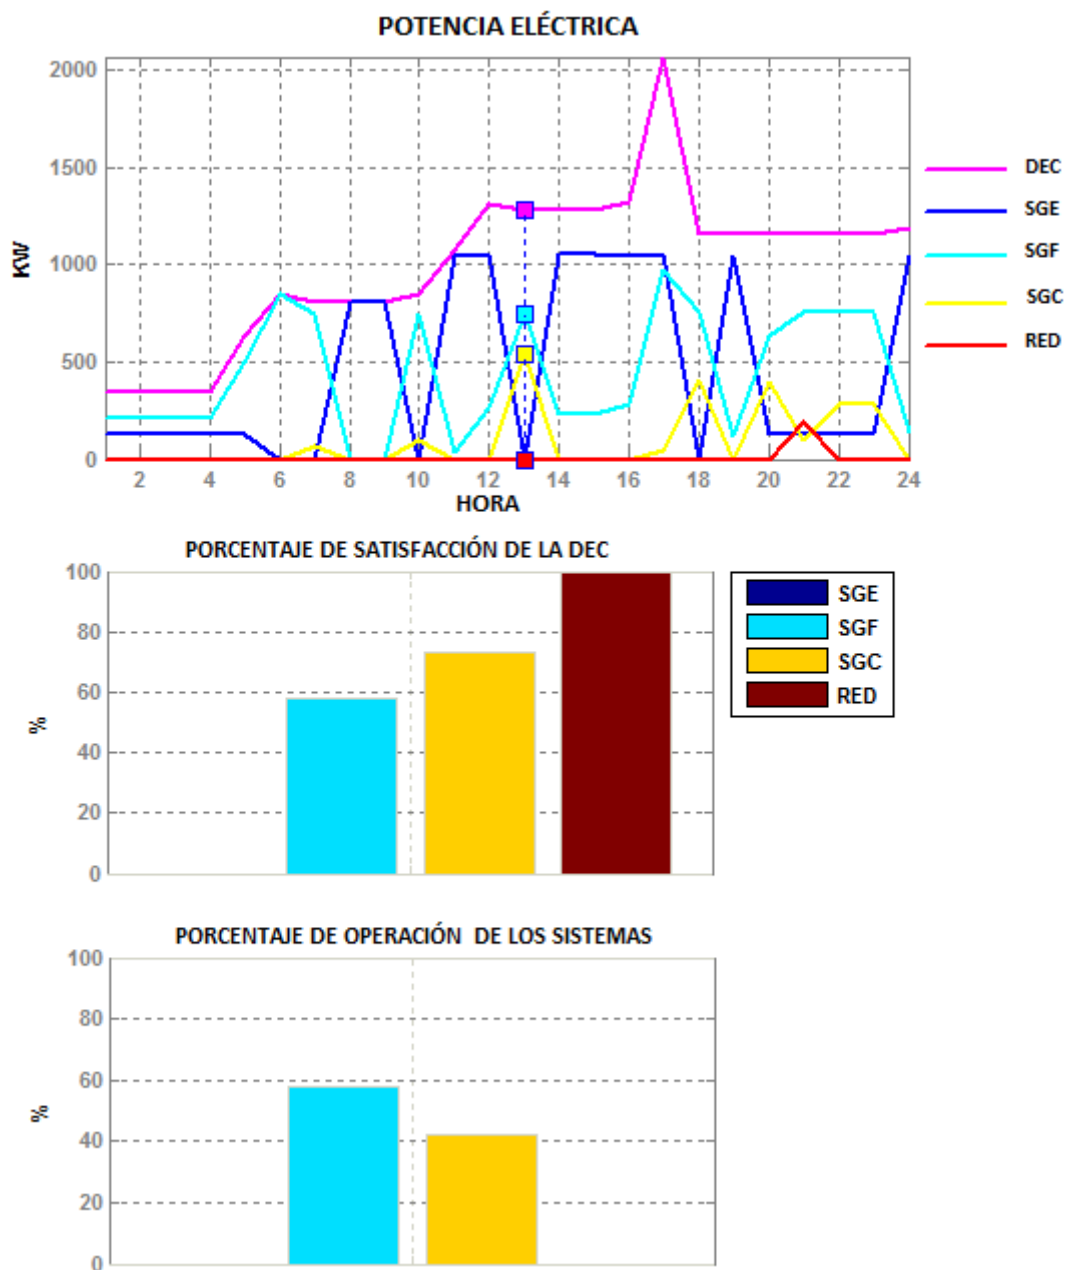 POTENCIA ELÉCTRICA
2000
1500
1000
500
0
KW
2 4 6 8 10 12 14 16 18 20 22 24
HORA
DEC
SGE
SGF
SGC
RED
PORCENTAJE DE SATISFACCIÓN DE LA DEC
100
80
60
40
20
0
%
SGE
SGF
SGC
RED
PORCENTAJE DE OPERACIÓN DE LOS SISTEMAS
100
80
60
40
20
0
%